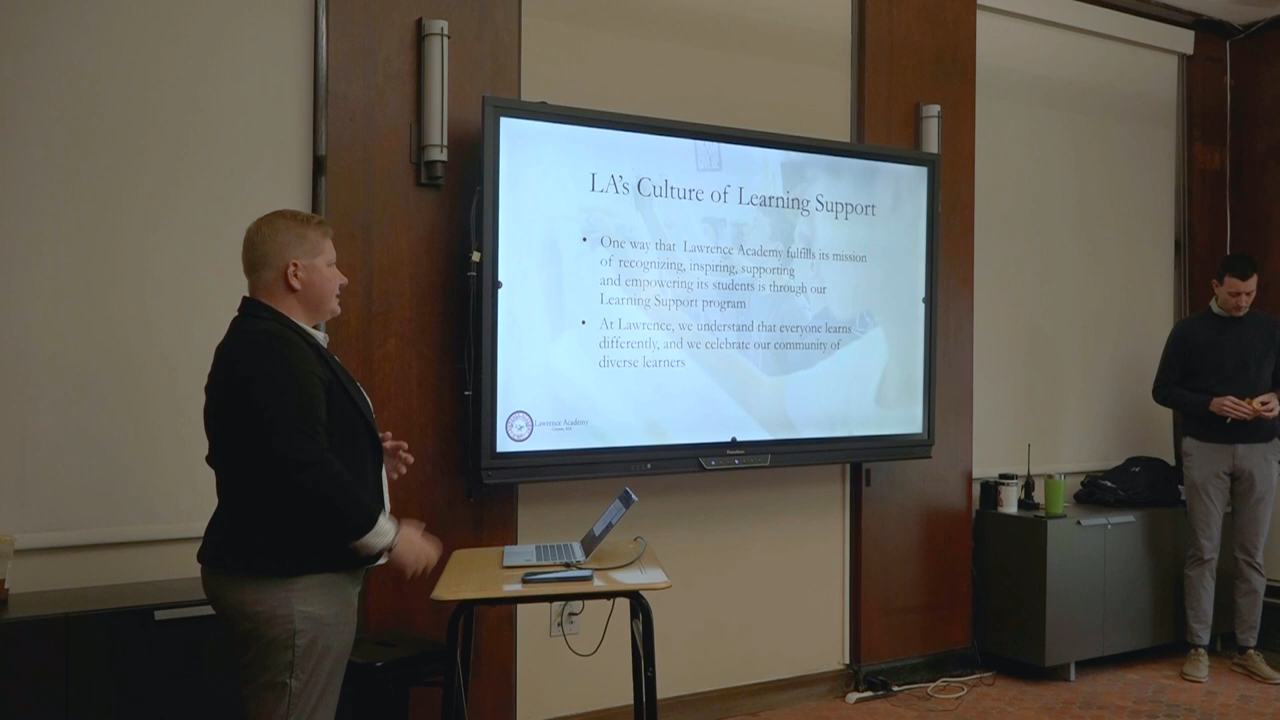 LA's Culture of Learning Support
• One way that Lawrence Academy fulfills its mission
of recognizing, inspiring, supporting
and empowering its students is through our
Learning Support program
• At Lawrence, we understand that everyone learns
differently, and we celebrate our community of
diverse learners
Lawrence Academy